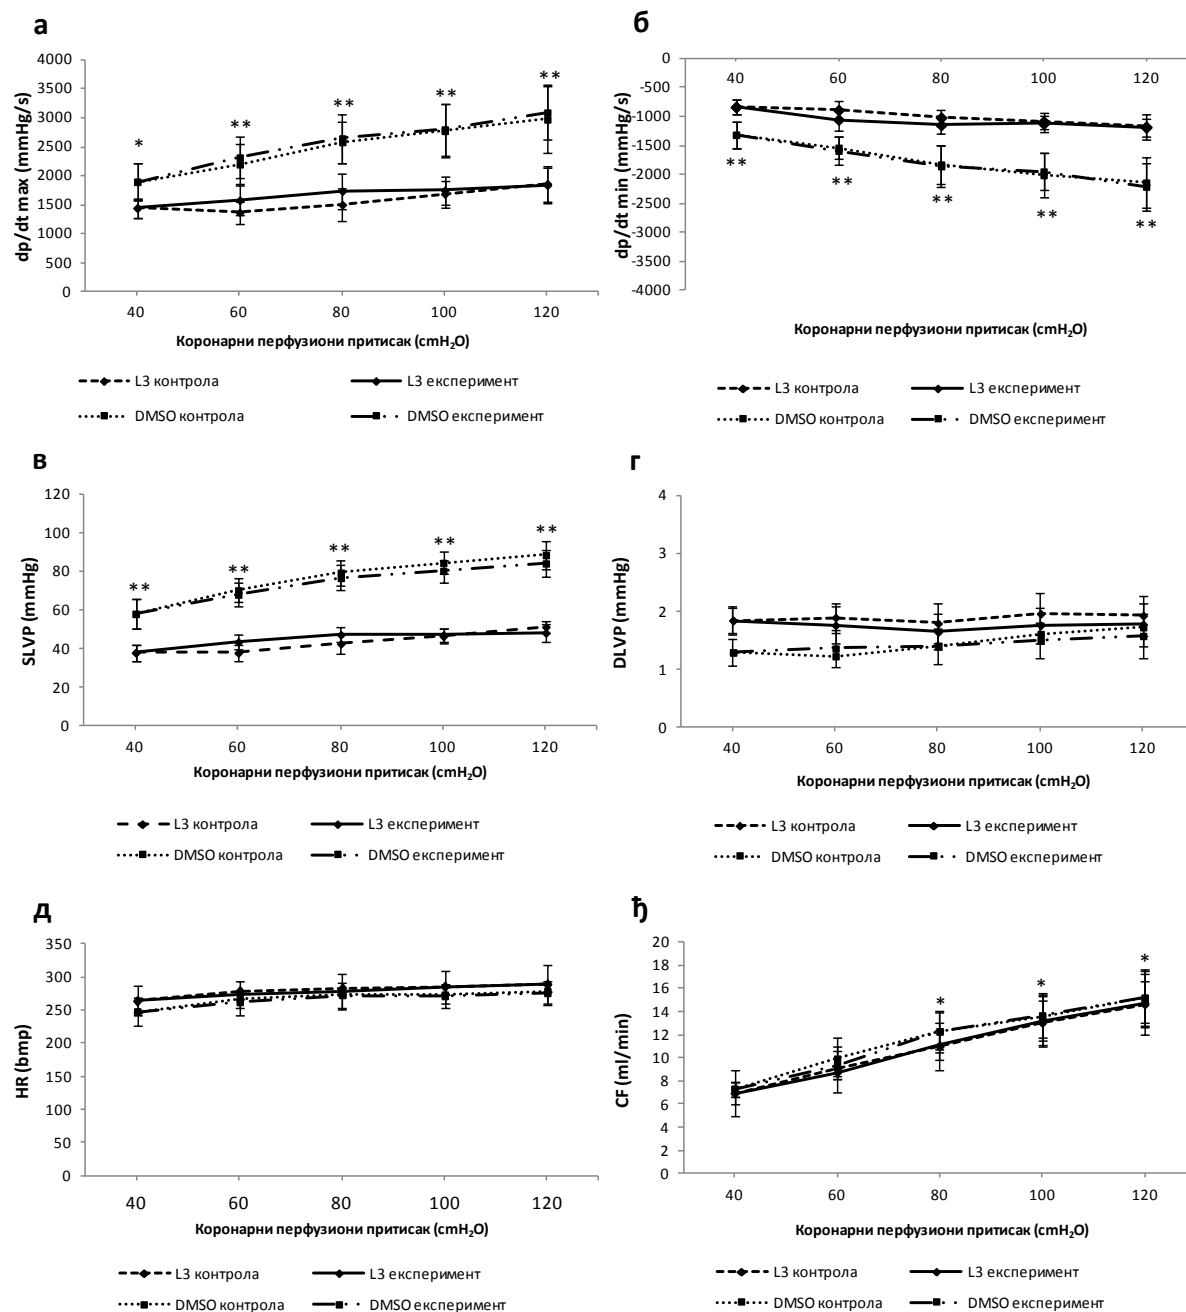 а
4000
3500
3000
2500
2000
1500
1000
500
0
dp/dt max (mmHg/s)
*
**
**
**
**
40 60 80 100 120
Коронарни перфузиони притисак (cmH₂O)
L3 контрола L3 експеримент
DMSO контрола DMSO експеримент
б
0
-500
-1000
-1500
-2000
-2500
-3000
-3500
-4000
dp/dt min (mmHg/s)
40 60 80 100 120
**
**
**
**
**
Коронарни перфузиони притисак (cmH₂O)
L3 контрола L3 експеримент
DMSO контрола DMSO експеримент
в
120
100
80
60
40
20
0
SLVP (mmHg)
**
**
**
**
**
40 60 80 100 120
Коронарни перфузиони притисак (cmH₂O)
L3 контрола L3 експеримент
DMSO контрола DMSO експеримент
г
4
3
2
1
0
DLVP (mmHg)
40 60 80 100 120
Коронарни перфузиони притисак (cmH₂O)
L3 контрола L3 експеримент
DMSO контрола DMSO експеримент
д
350
300
250
200
150
100
50
0
HR (bmp)
40 60 80 100 120
Коронарни перфузиони притисак (cmH₂O)
L3 контрола L3 експеримент
DMSO контрола DMSO експеримент
ђ
20
18
16
14
12
10
8
6
4
2
0
CF (ml/min)
*
*
*
40 60 80 100 120
Коронарни перфузиони притисак (cmH₂O)
L3 контрола L3 експеримент
DMSO контрола DMSO експеримент